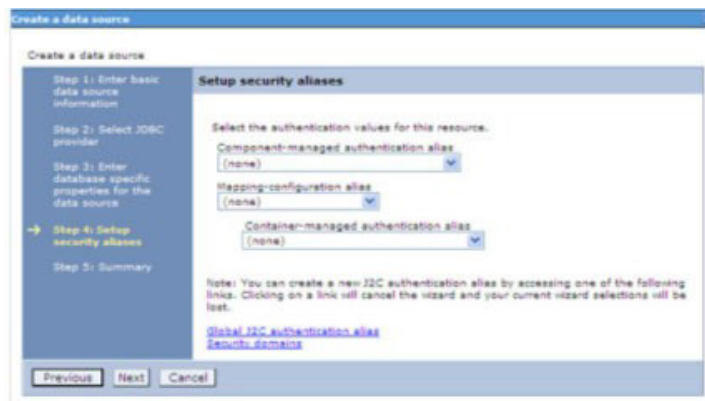 Create a data source
Create a data source
Step 1: Enter basic
data source
information
Step 2: Select JDBC
provider
Step 3: Enter
database specific
properties for the
data source
Step 4: Setup
security aliases
Step 5: Summary
Setup security aliases
Select the authentication values for this resource.
Component-managed authentication alias
(none)
Mapping-configuration alias
(none)
Container-managed authentication alias
(none)
Note: You can create a new J2C authentication alias by accessing one of the following
links. Clicking on a link will cancel the wizard and your current wizard selections will be
lost.
Global J2C authentication alias
Security domains
Previous Next Cancel